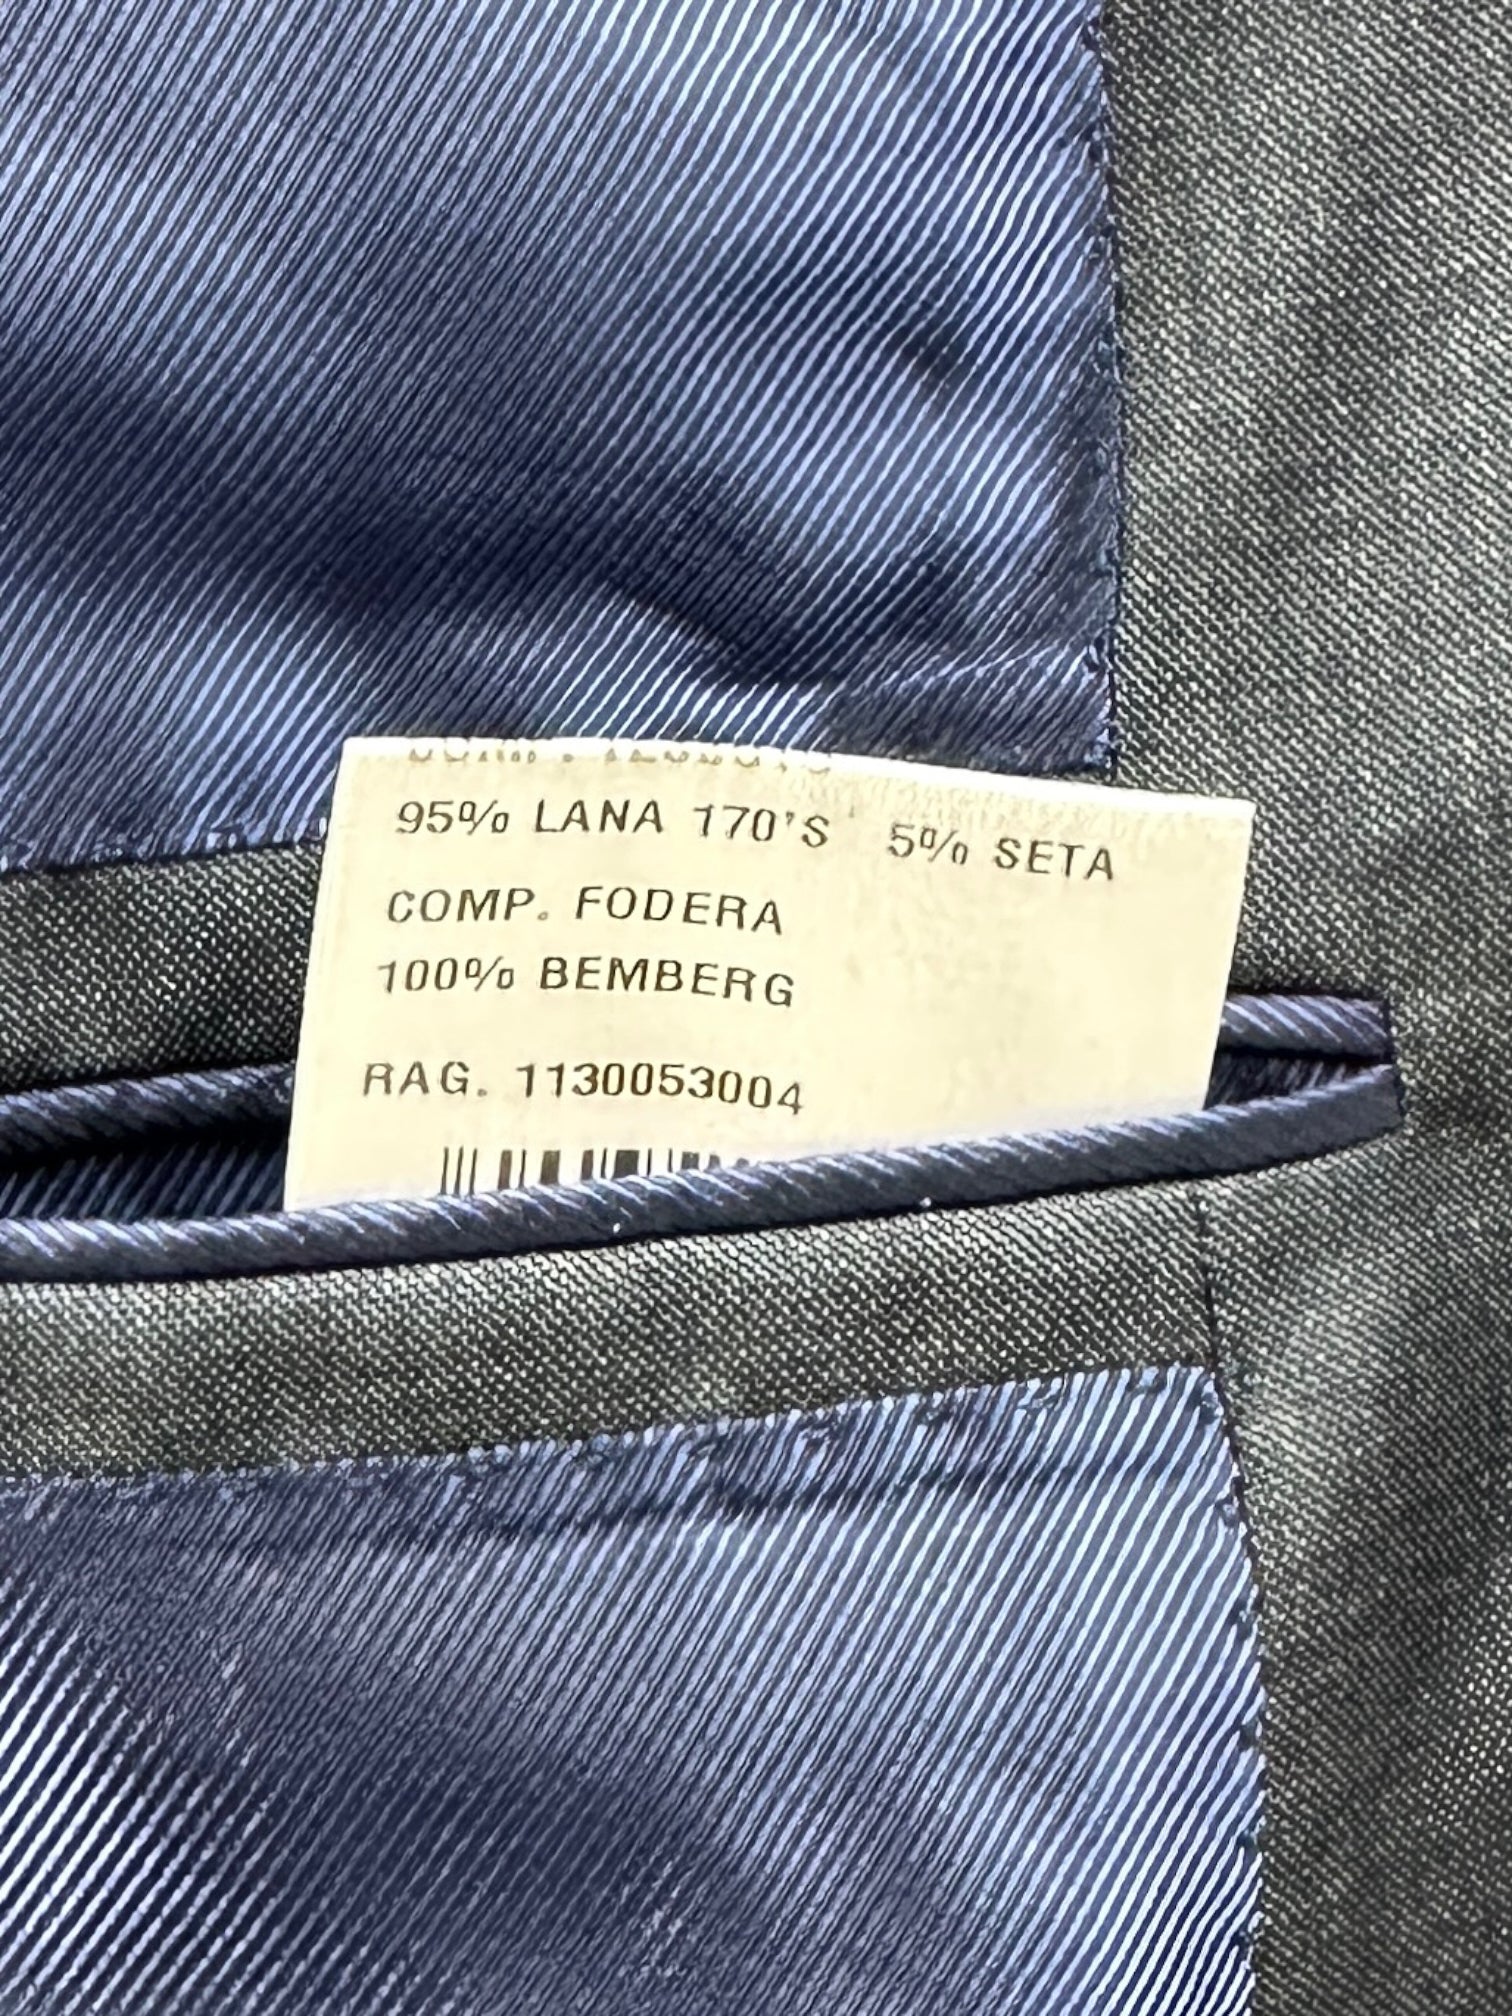 95% LANA 170'S 5% SETA
COMP. FODERA
100% BEMBERG
RAG. 1130053004